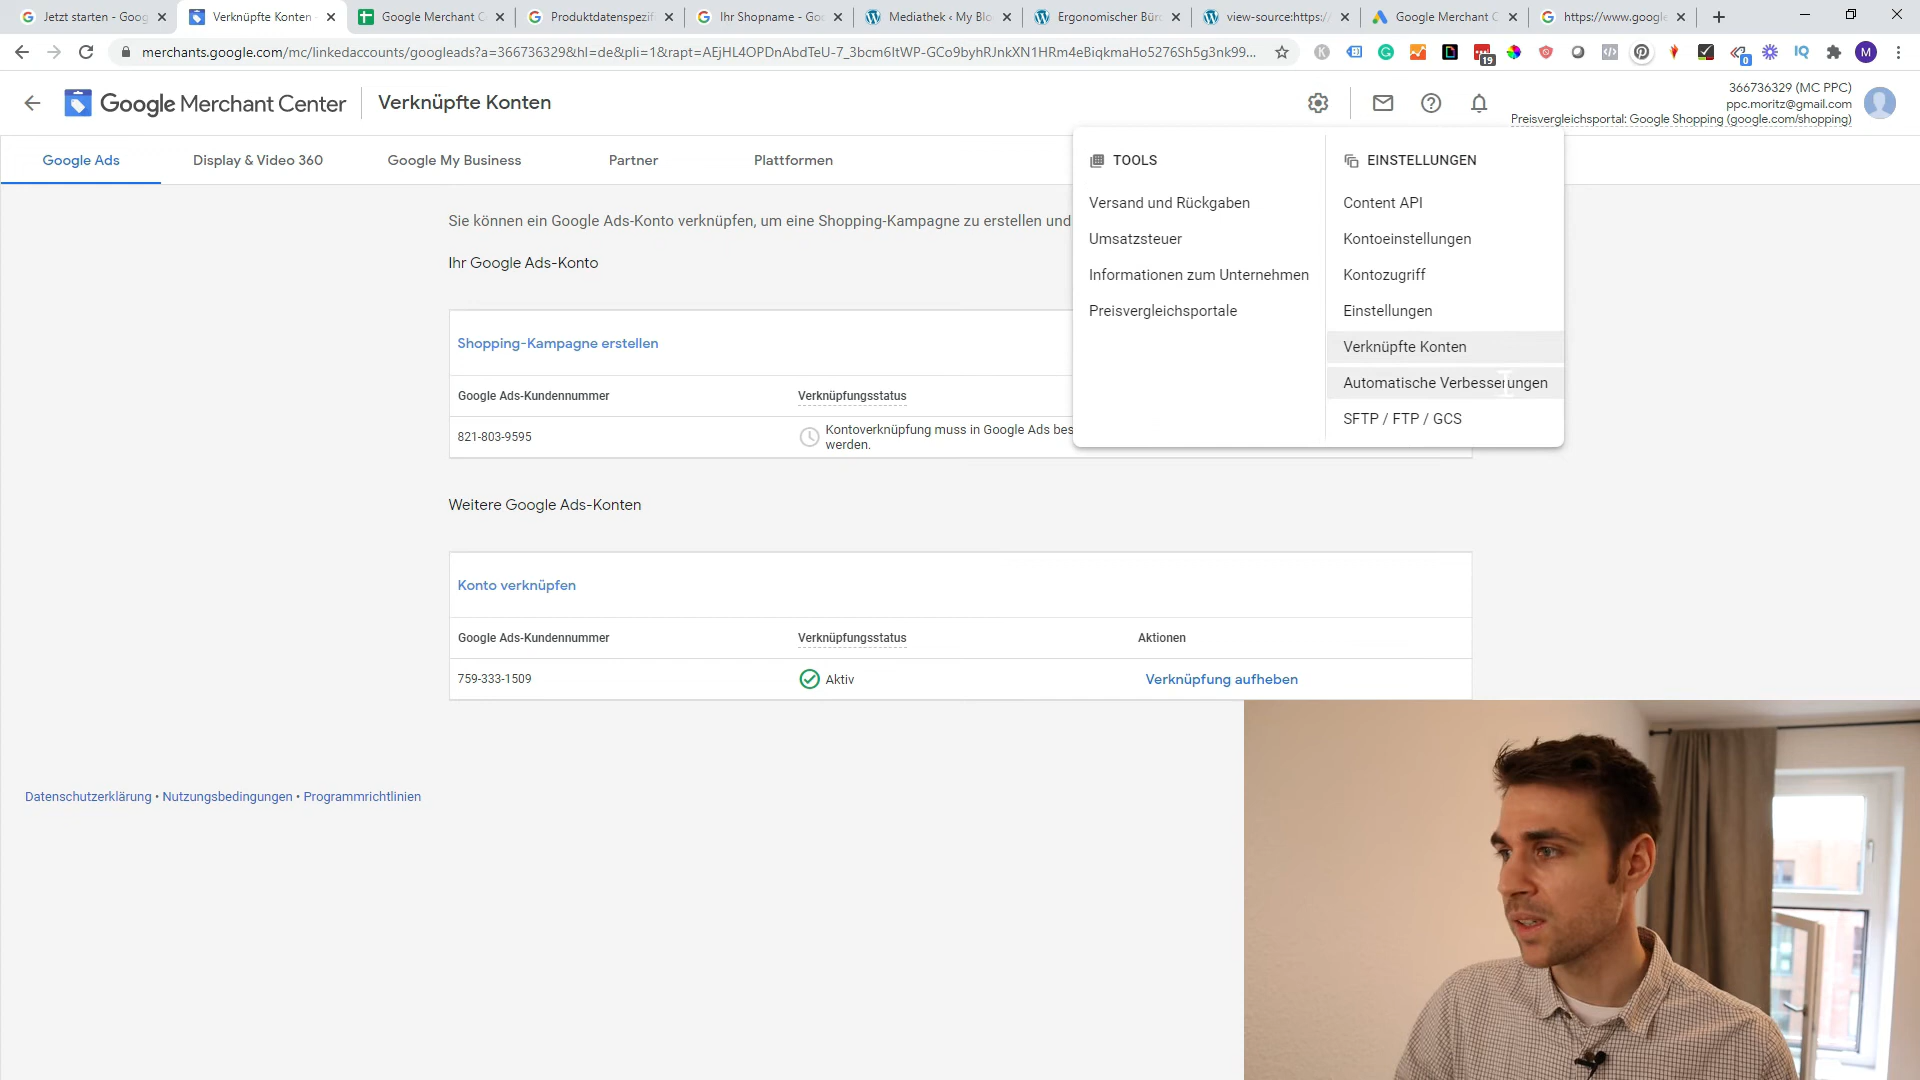 Jetzt starten - Goog
Verknüpfte Konten
Google Merchant C
Produktdatenspezif
Ihr Shopname - Go
Mediathek ‹ My Blo
Ergonomischer Büro
view-source:https:/
Google Merchant C
https://www.google
merchants.google.com/mc/linkedaccounts/googleads?a=366736329&hl=de&pli=1&rapt=AEjHL4OPDnAbdTeU-7_3bcm6ItWP-GCo9byhRJnkXN1HRm4eBiqkmaHo5276Sh5g3nk99...
19
0
IQ
M
Google Merchant Center
Verknüpfte Konten
366736329 (MC PPC)
ppc.moritz@gmail.com
Preisvergleichsportal: Google Shopping (google.com/shopping)
Google Ads
Display & Video 360
Google My Business
Partner
Plattformen
TOOLS
Versand und Rückgaben
Umsatzsteuer
Informationen zum Unternehmen
Preisvergleichsportale
EINSTELLUNGEN
Content API
Kontoeinstellungen
Kontozugriff
Einstellungen
Verknüpfte Konten
Automatische Verbesserungen
SFTP / FTP / GCS
Sie können ein Google Ads-Konto verknüpfen, um eine Shopping-Kampagne zu erstellen und
Ihr Google Ads-Konto
Shopping-Kampagne erstellen
Google Ads-Kundennummer
Verknüpfungsstatus
821-803-9595
Kontoverknüpfung muss in Google Ads bes
werden.
Weitere Google Ads-Konten
Konto verknüpfen
Google Ads-Kundennummer
Verknüpfungsstatus
Aktionen
759-333-1509
Aktiv
Verknüpfung aufheben
Datenschutzerklärung • Nutzungsbedingungen • Programmrichtlinien